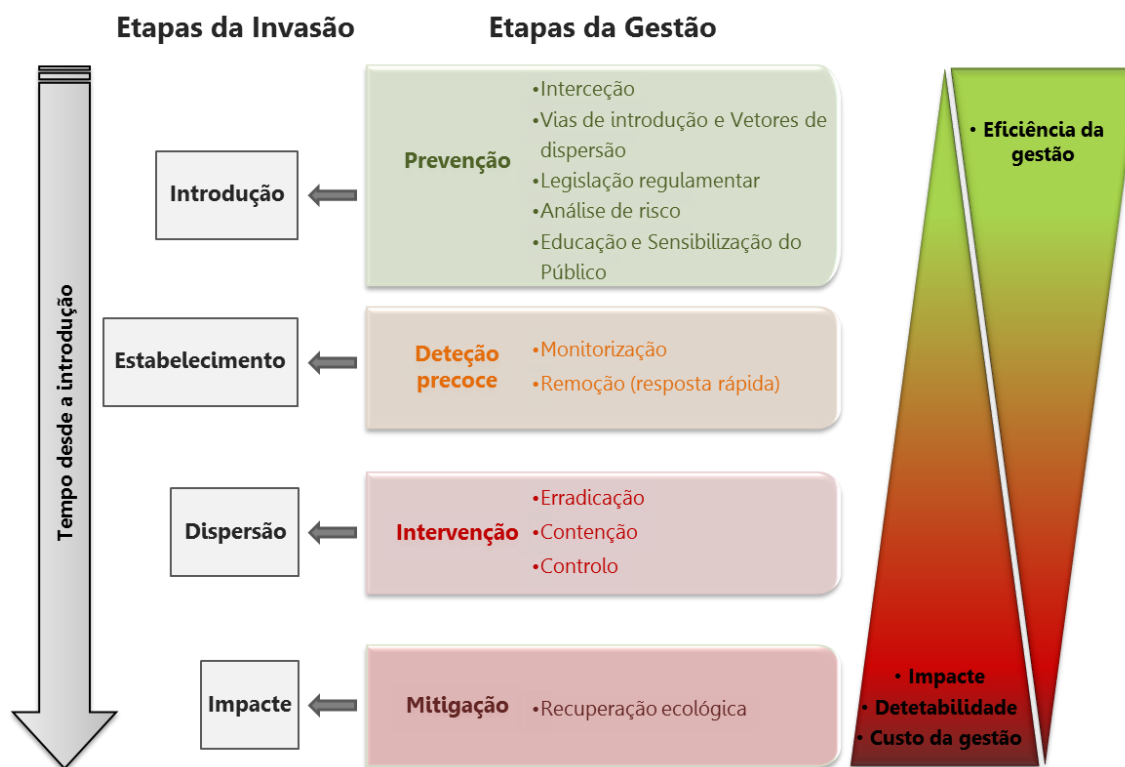 Etapas da Invasão
Etapas da Gestão
Tempo desde a introdução
Introdução
Prevenção
•Interceção
•Vias de introdução e Vetores de
dispersão
•Legislação regulamentar
•Análise de risco
•Educação e Sensibilização do
Público
Estabelecimento
Deteção
precoce
•Monitorização
•Remoção (resposta rápida)
Dispersão
Intervenção
•Erradicação
•Contenção
•Controlo
Impacte
Mitigação
•Recuperação ecológica
• Eficiência da
gestão
• Impacte
• Detetabilidade
• Custo da gestão